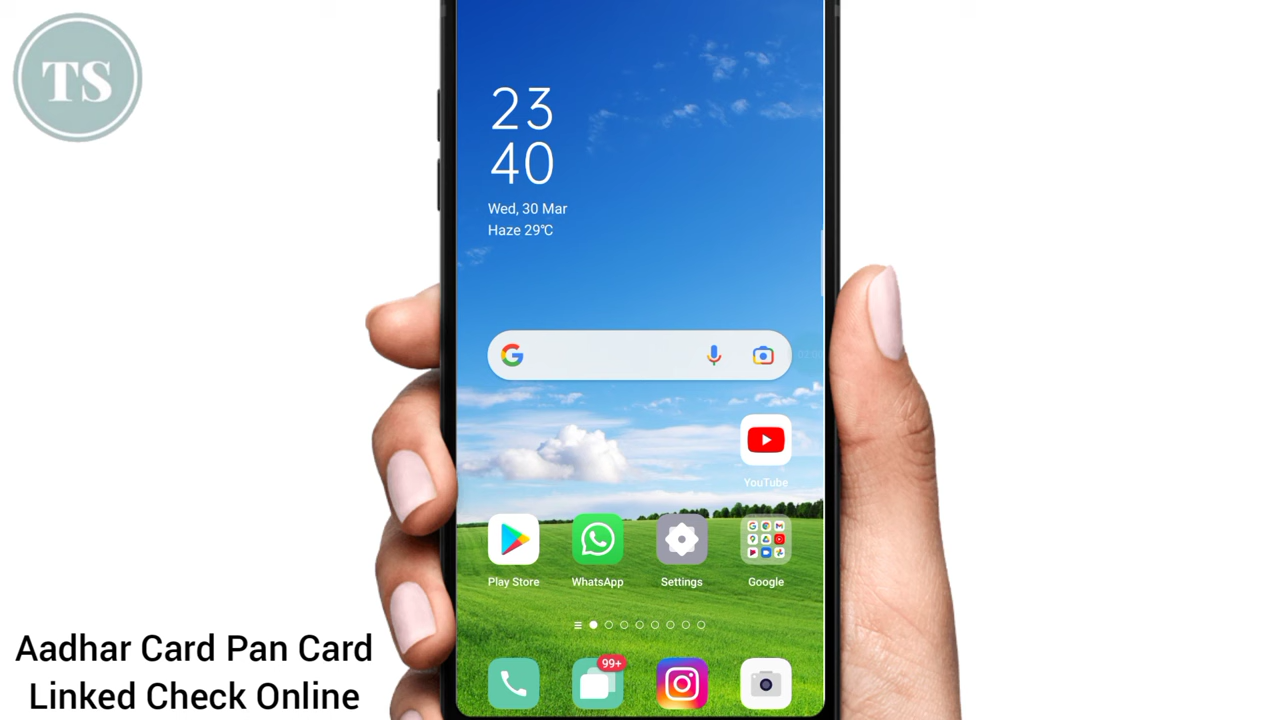 TS
23
40
Wed, 30 Mar
Haze 29℃
YouTube
Play Store
WhatsApp
Settings
Google
99+
Aadhar Card Pan Card
Linked Check Online